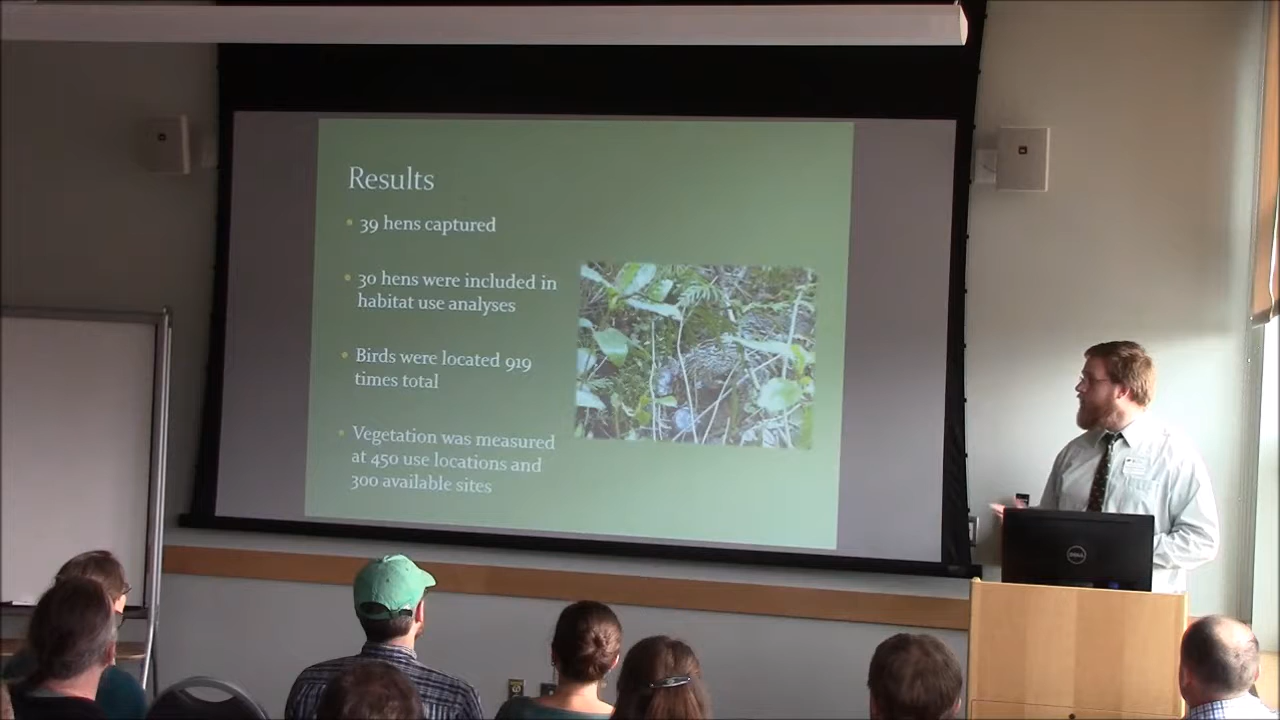 Results
39 hens captured
30 hens were included in
habitat use analyses
Birds were located 919
times total
Vegetation was measured
at 450 use locations and
300 available sites
DELL